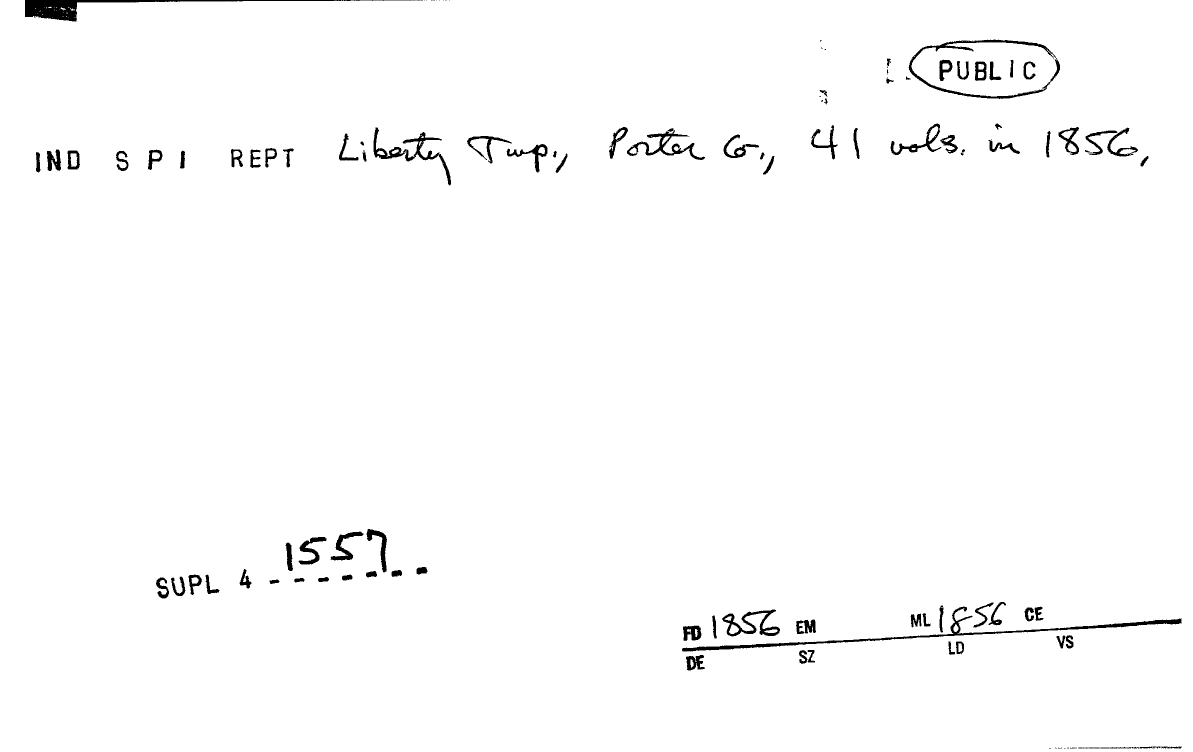 PUBLIC
IND S P I REPT Liberty Twp., Porter Co., 41 vols. in 1856,
SUPL 4 1557
FD 1856 EM ML 1856 CE
DE SZ LD VS